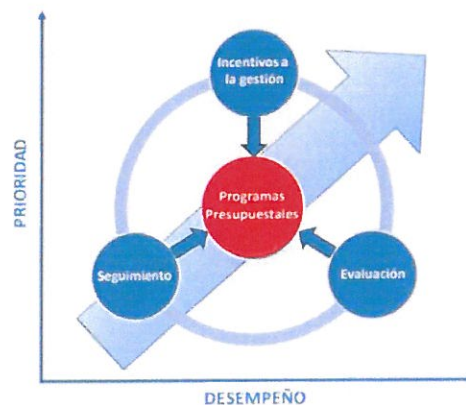 Incentivos a
la gestión
PRIORIDAD
Programas
Presupuestales
Seguimiento
Evaluación
DESEMPEÑO